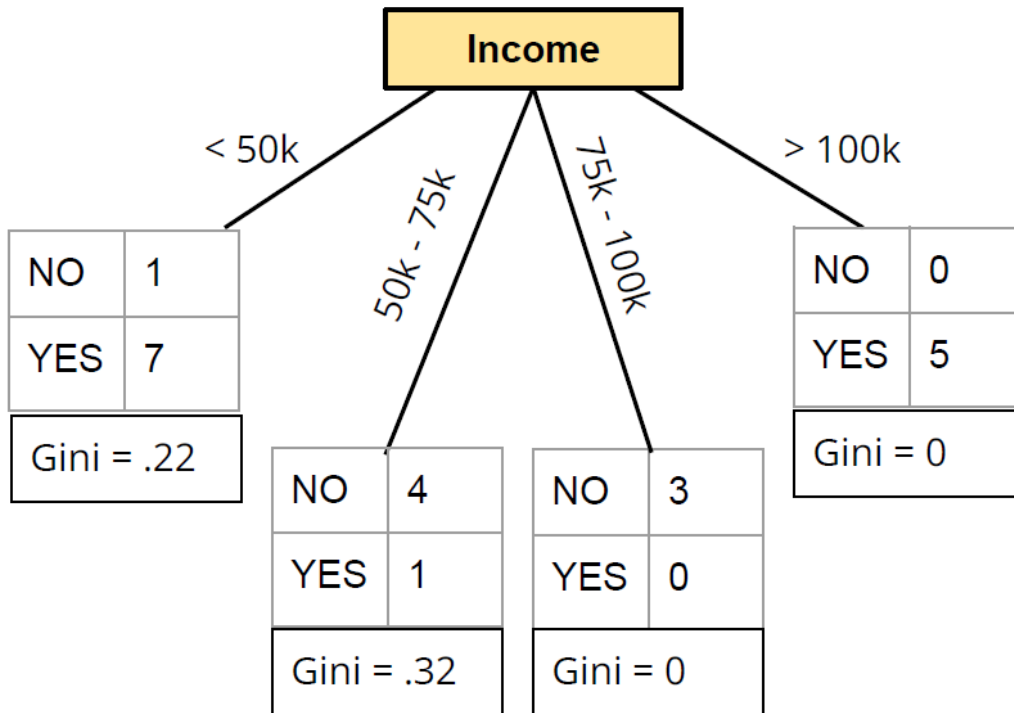 Income
< 50k
50k - 75k
75k - 100k
> 100k
NO 1
YES 7
Gini = .22
NO 4
YES 1
Gini = .32
NO 3
YES 0
Gini = 0
NO 0
YES 5
Gini = 0